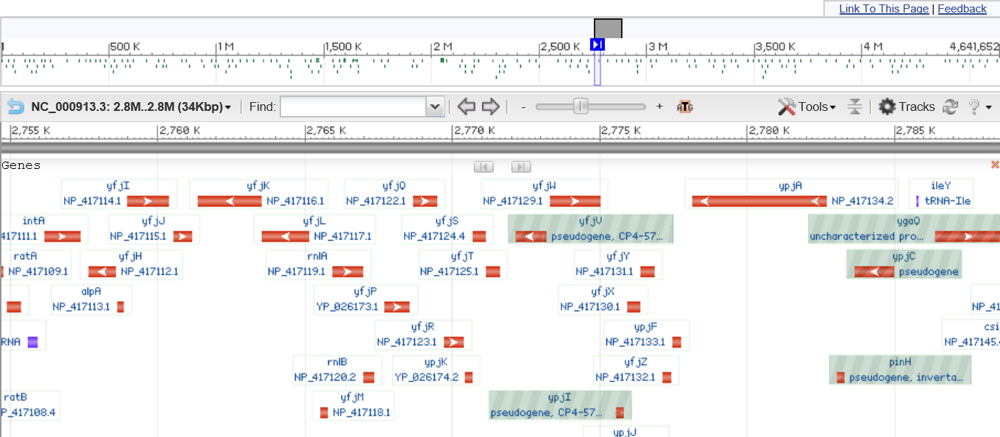 Link To This Page | Feedback
500 K 1 M 1,500 K 2 M 2,500 K 3 M 3,500 K 4 M 4,641,652
NC_000913.3: 2.8M..2.8M (34Kbp) Find: - + ATG Tools Tracks ?
2,755 K 2,760 K 2,765 K 2,770 K 2,775 K 2,780 K 2,785 K
Genes
yfjI yfjK yfjQ yfjW ypjA ileY
NP_417114.1 NP_417116.1 NP_417122.1 NP_417129.1 NP_417134.2 tRNA-Ile
intA yfjJ yfjL yfjS yfjV ygaQ
417111.1 NP_417115.1 NP_417117.1 NP_417124.4 pseudogene, CP4-57... uncharacterized pro...
ratA yfjH rnlA yfjT yfjY ypjC
NP_417109.1 NP_417112.1 NP_417119.1 NP_417125.1 NP_417131.1 pseudogene
alpA yfjP yfjX
NP_417113.1 YP_026173.1 NP_417130.1 NP_41
yfjR ypjF csi
RNA NP_417123.1 NP_417133.1 NP_417145.
rnlB ypjK yfjZ pinH
NP_417120.2 YP_026174.2 NP_417132.1 pseudogene, inverta...
ratB yfjM ypjI
P_417108.4 NP_417118.1 pseudogene, CP4-57...
ypjJ